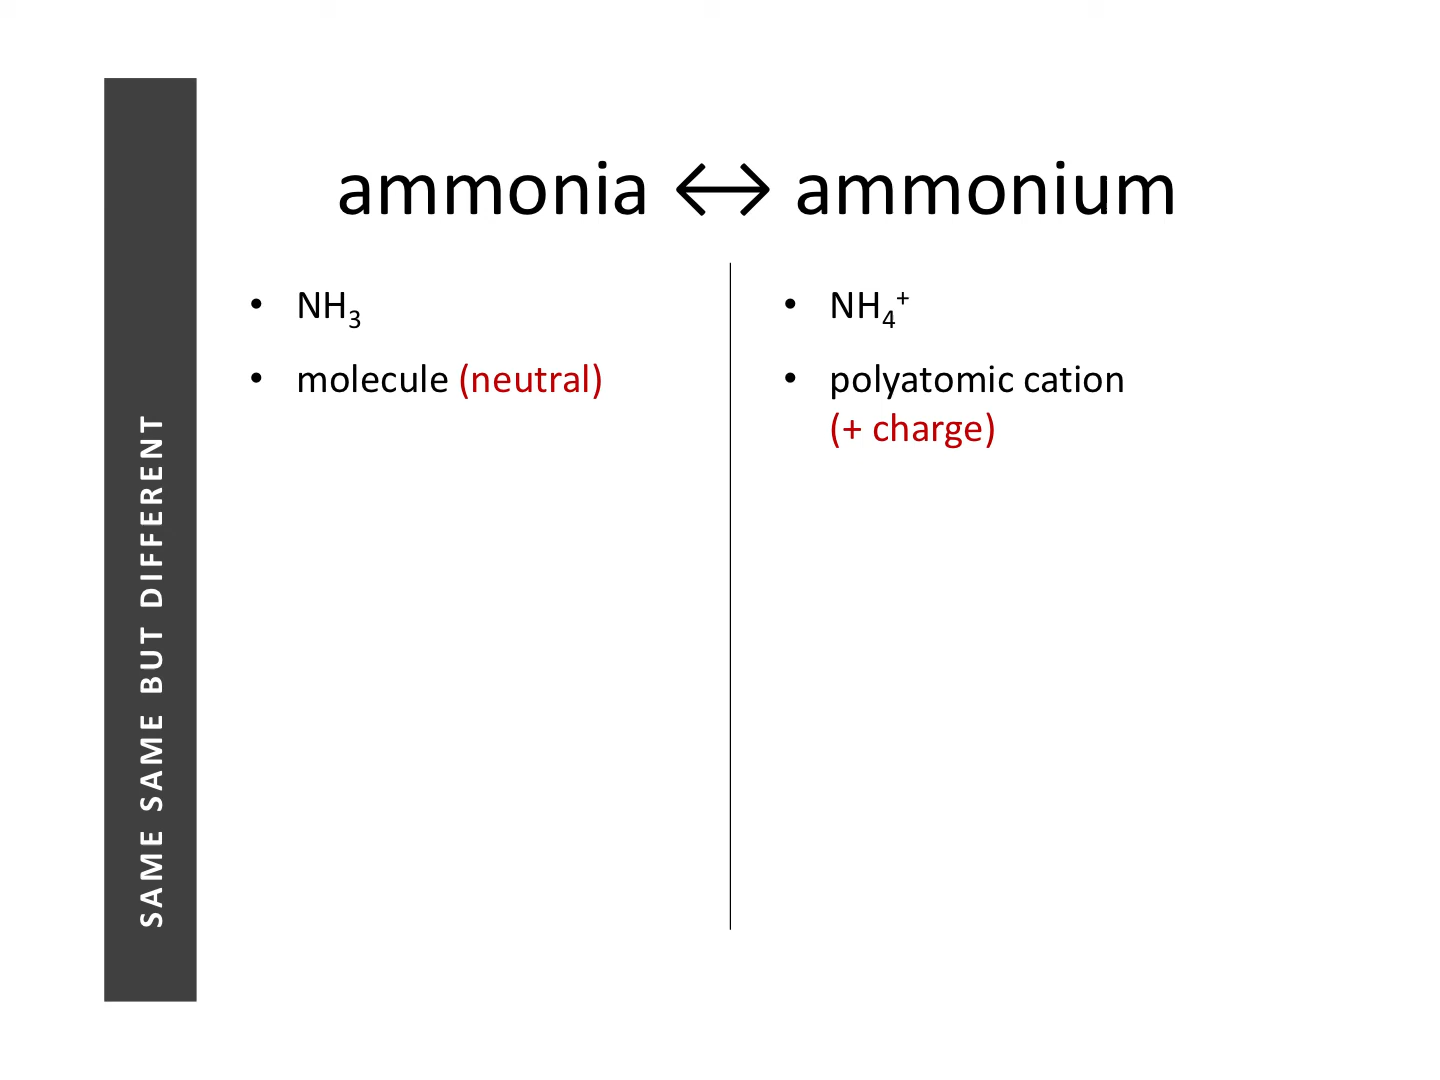 SAME SAME BUT DIFFERENT
ammonia ↔ ammonium
• NH₃
• molecule (neutral)
• NH₄⁺
• polyatomic cation
(+ charge)